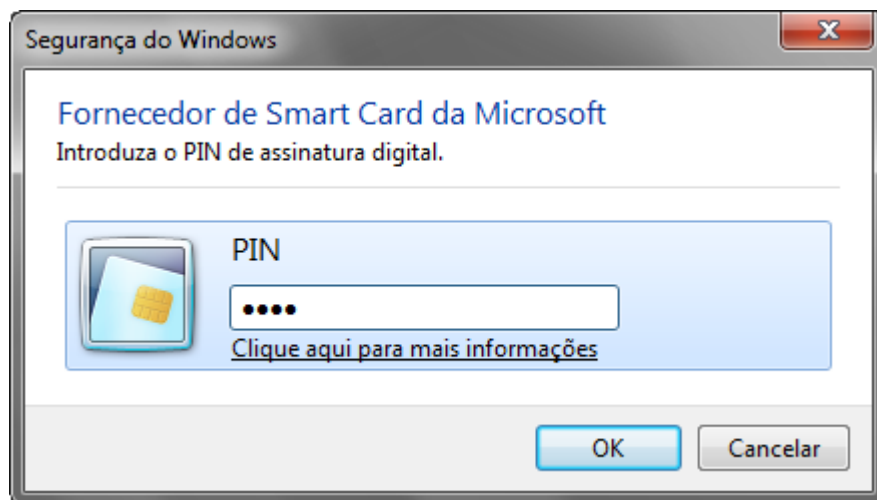 Segurança do Windows
Fornecedor de Smart Card da Microsoft
Introduza o PIN de assinatura digital.
PIN
••••
Clique aqui para mais informações
OK
Cancelar